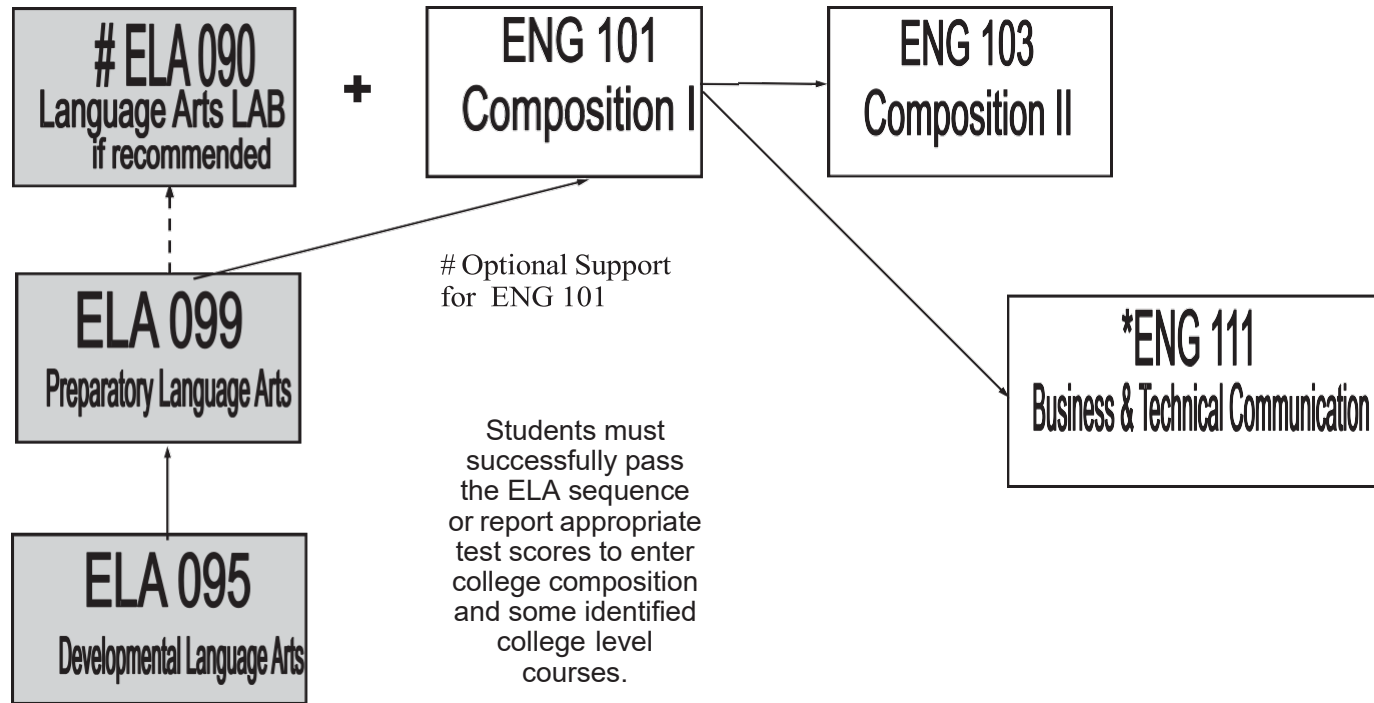 # ELA 090
Language Arts LAB
if recommended
+
ENG 101
Composition I
ENG 103
Composition II
# Optional Support
for ENG 101
ELA 099
Preparatory Language Arts
*ENG 111
Business & Technical Communication
Students must
successfully pass
the ELA sequence
or report appropriate
test scores to enter
college composition
and some identified
college level
courses.
ELA 095
Developmental Language Arts